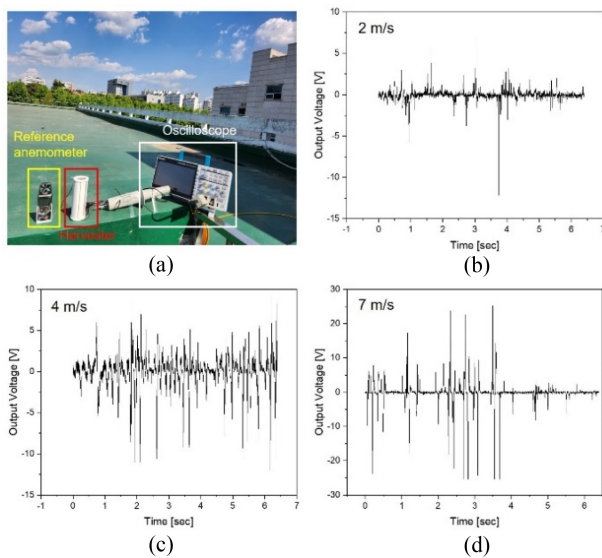 Oscilloscope
Reference
anemometer
Harvester
(a)
2 m/s
Output Voltage [V]
10
5
0
-5
-10
-15
-1 0 1 2 3 4 5 6 7
Time [sec]
(b)
4 m/s
Output Voltage [V]
10
5
0
-5
-10
-15
-1 0 1 2 3 4 5 6 7
Time [sec]
(c)
7 m/s
Output Voltage [V]
30
20
10
0
-10
-20
-30
0 1 2 3 4 5 6
Time [sec]
(d)